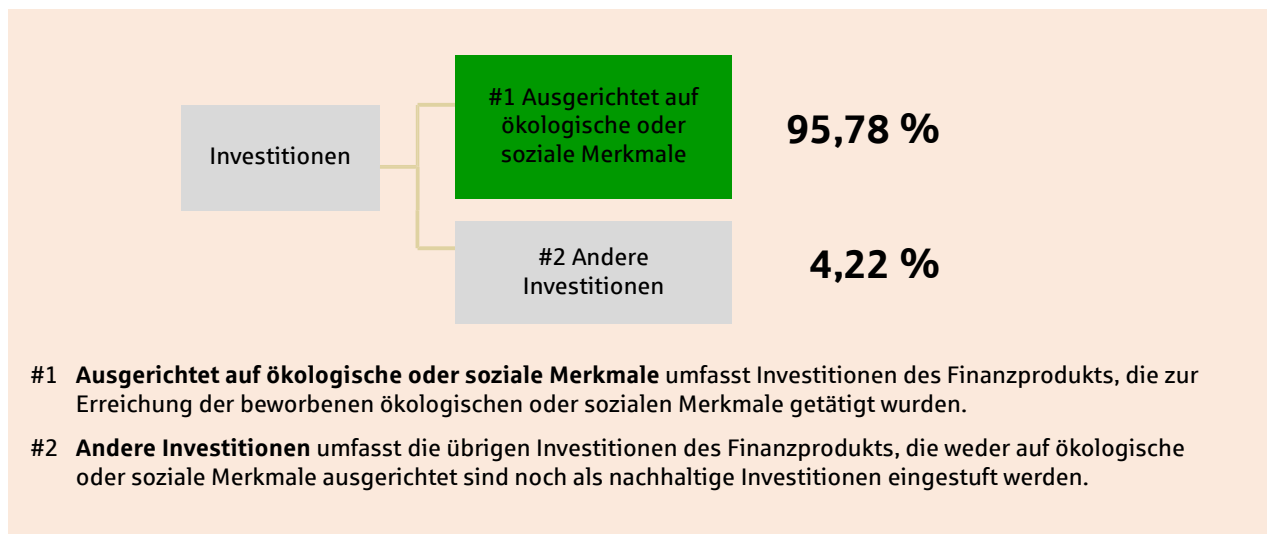 #1 Ausgerichtet auf
ökologische oder
soziale Merkmale
95,78 %
Investitionen
#2 Andere
Investitionen
4,22 %
#1 Ausgerichtet auf ökologische oder soziale Merkmale umfasst Investitionen des Finanzprodukts, die zur
Erreichung der beworbenen ökologischen oder sozialen Merkmale getätigt wurden.
#2 Andere Investitionen umfasst die übrigen Investitionen des Finanzprodukts, die weder auf ökologische
oder soziale Merkmale ausgerichtet sind noch als nachhaltige Investitionen eingestuft werden.